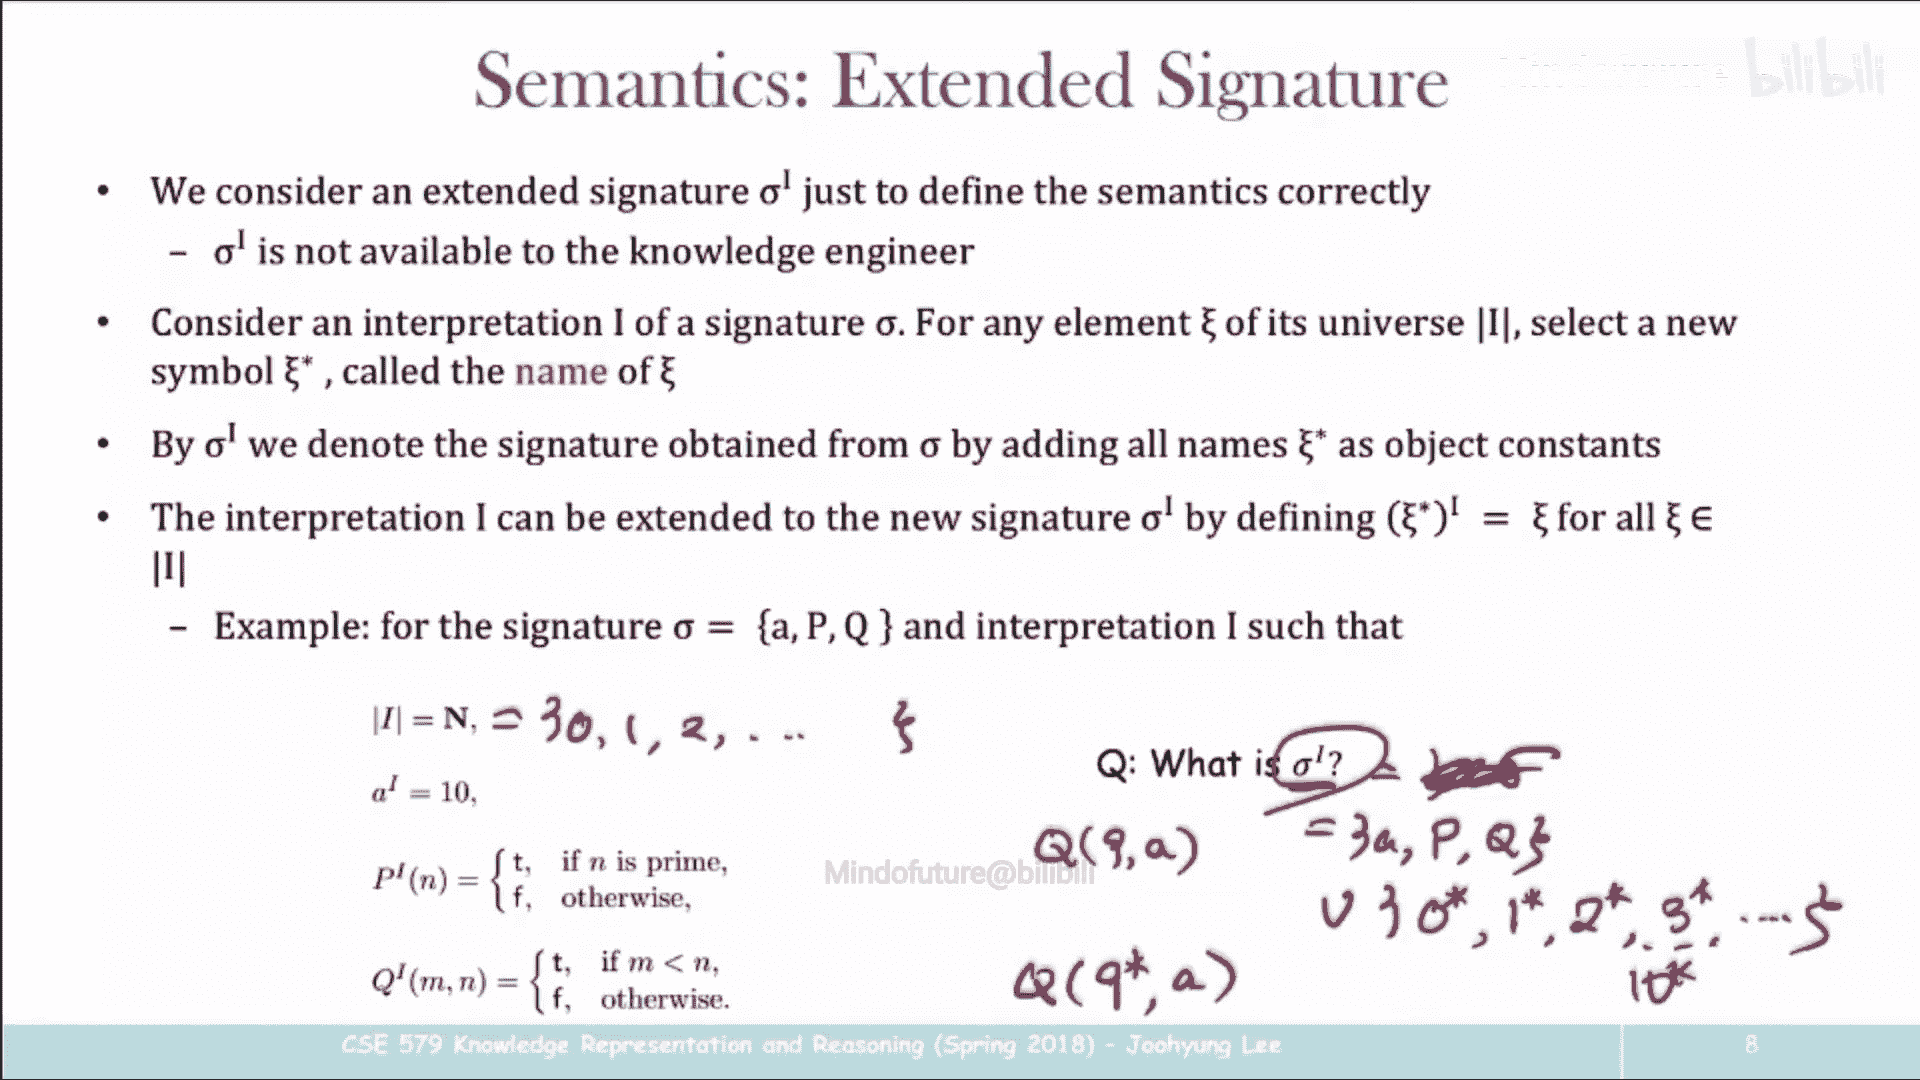 Semantics: Extended Signature
bilibili
• We consider an extended signature σᴵ just to define the semantics correctly
– σᴵ is not available to the knowledge engineer
• Consider an interpretation I of a signature σ. For any element ξ of its universe |I|, select a new
symbol ξ* , called the name of ξ
• By σᴵ we denote the signature obtained from σ by adding all names ξ* as object constants
• The interpretation I can be extended to the new signature σᴵ by defining (ξ*)ᴵ = ξ for all ξ ∈
|I|
– Example: for the signature σ = {a, P, Q } and interpretation I such that
|I| = N, = {0, 1, 2, . .. }
Q: What is σᴵ? =
aᴵ = 10,
= {a, P, Q}
Q(9, a)
Pᴵ(n) = { t, if n is prime,
f, otherwise,
Mindofuture@bilibili
∪ {0*, 1*, 2*, 3*, ... }
10*
Qᴵ(m, n) = { t, if m < n,
f, otherwise.
Q(9*, a)
CSE 579 Knowledge Representation and Reasoning (Spring 2018) - Joohyung Lee
8